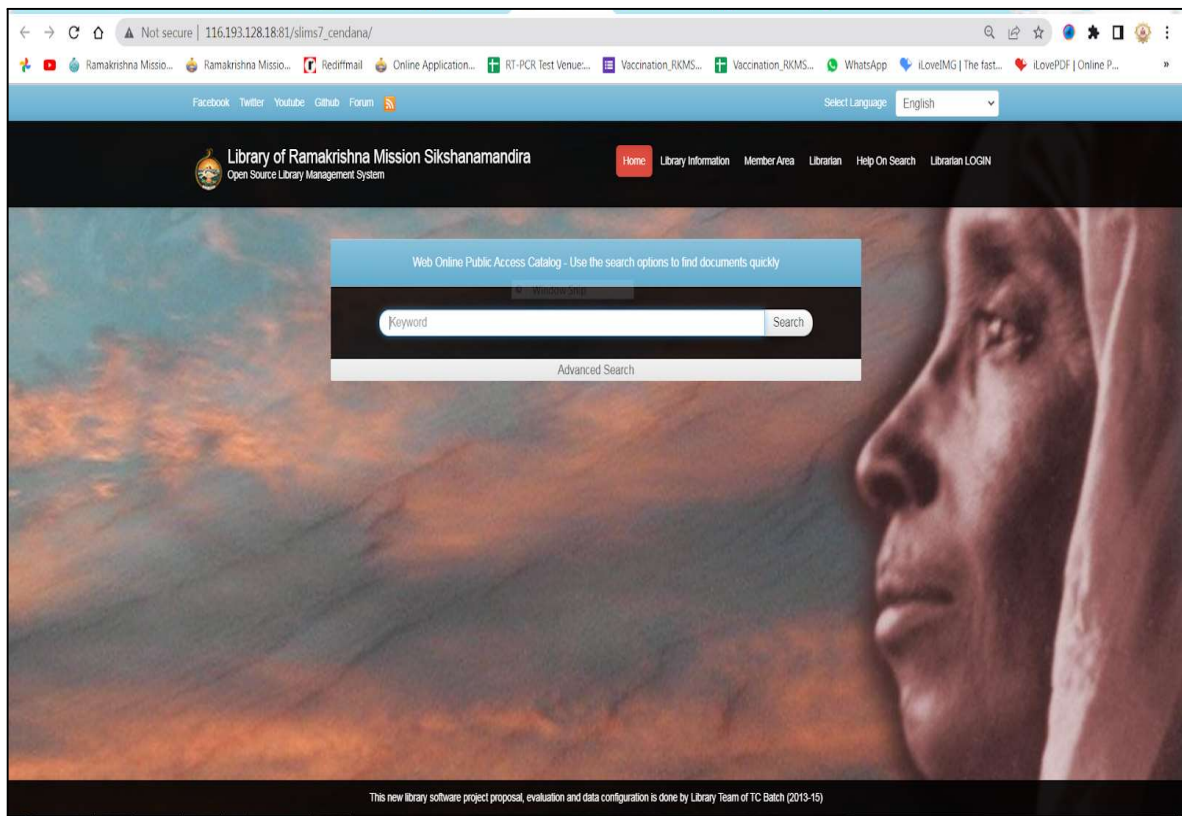 Not secure | 116.193.128.18:81/slims7_cendana/
Ramakrishna Missio... Ramakrishna Missio... Rediffmail Online Application... RT-PCR Test Venue:... Vaccination_RKMS... Vaccination_RKMS... WhatsApp iLoveIMG | The fast... iLovePDF | Online P... »
Facebook Twitter Youtube Github Forum Select Language English
Library of Ramakrishna Mission Sikshanamandira
Open Source Library Management System
Home Library Information Member Area Librarian Help On Search Librarian LOGIN
Web Online Public Access Catalog - Use the search options to find documents quickly
Window Snip
Keyword Search
Advanced Search
This new library software project proposal, evaluation and data configuration is done by Library Team of TC Batch (2013-15)